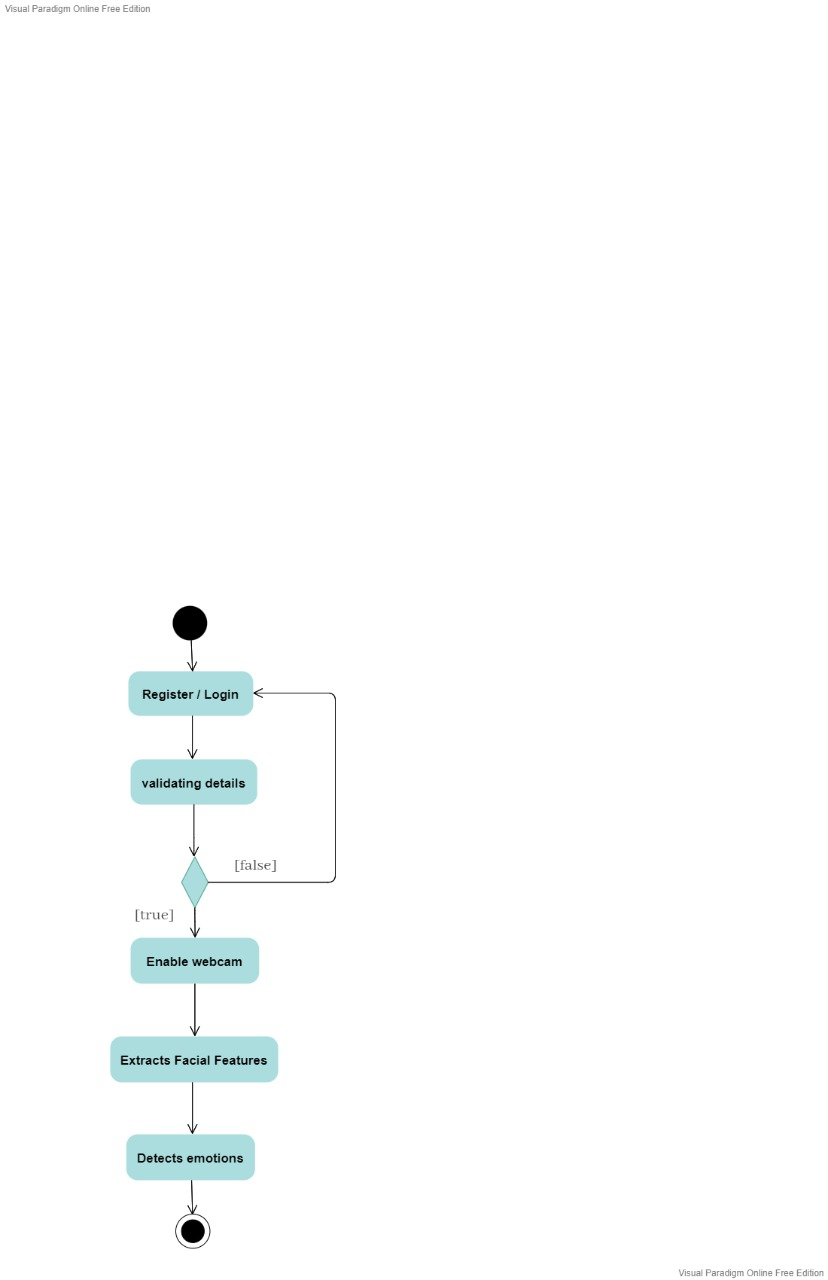 Visual Paradigm Online Free Edition
Register / Login
validating details
[false]
[true]
Enable webcam
Extracts Facial Features
Detects emotions
Visual Paradigm Online Free Edition